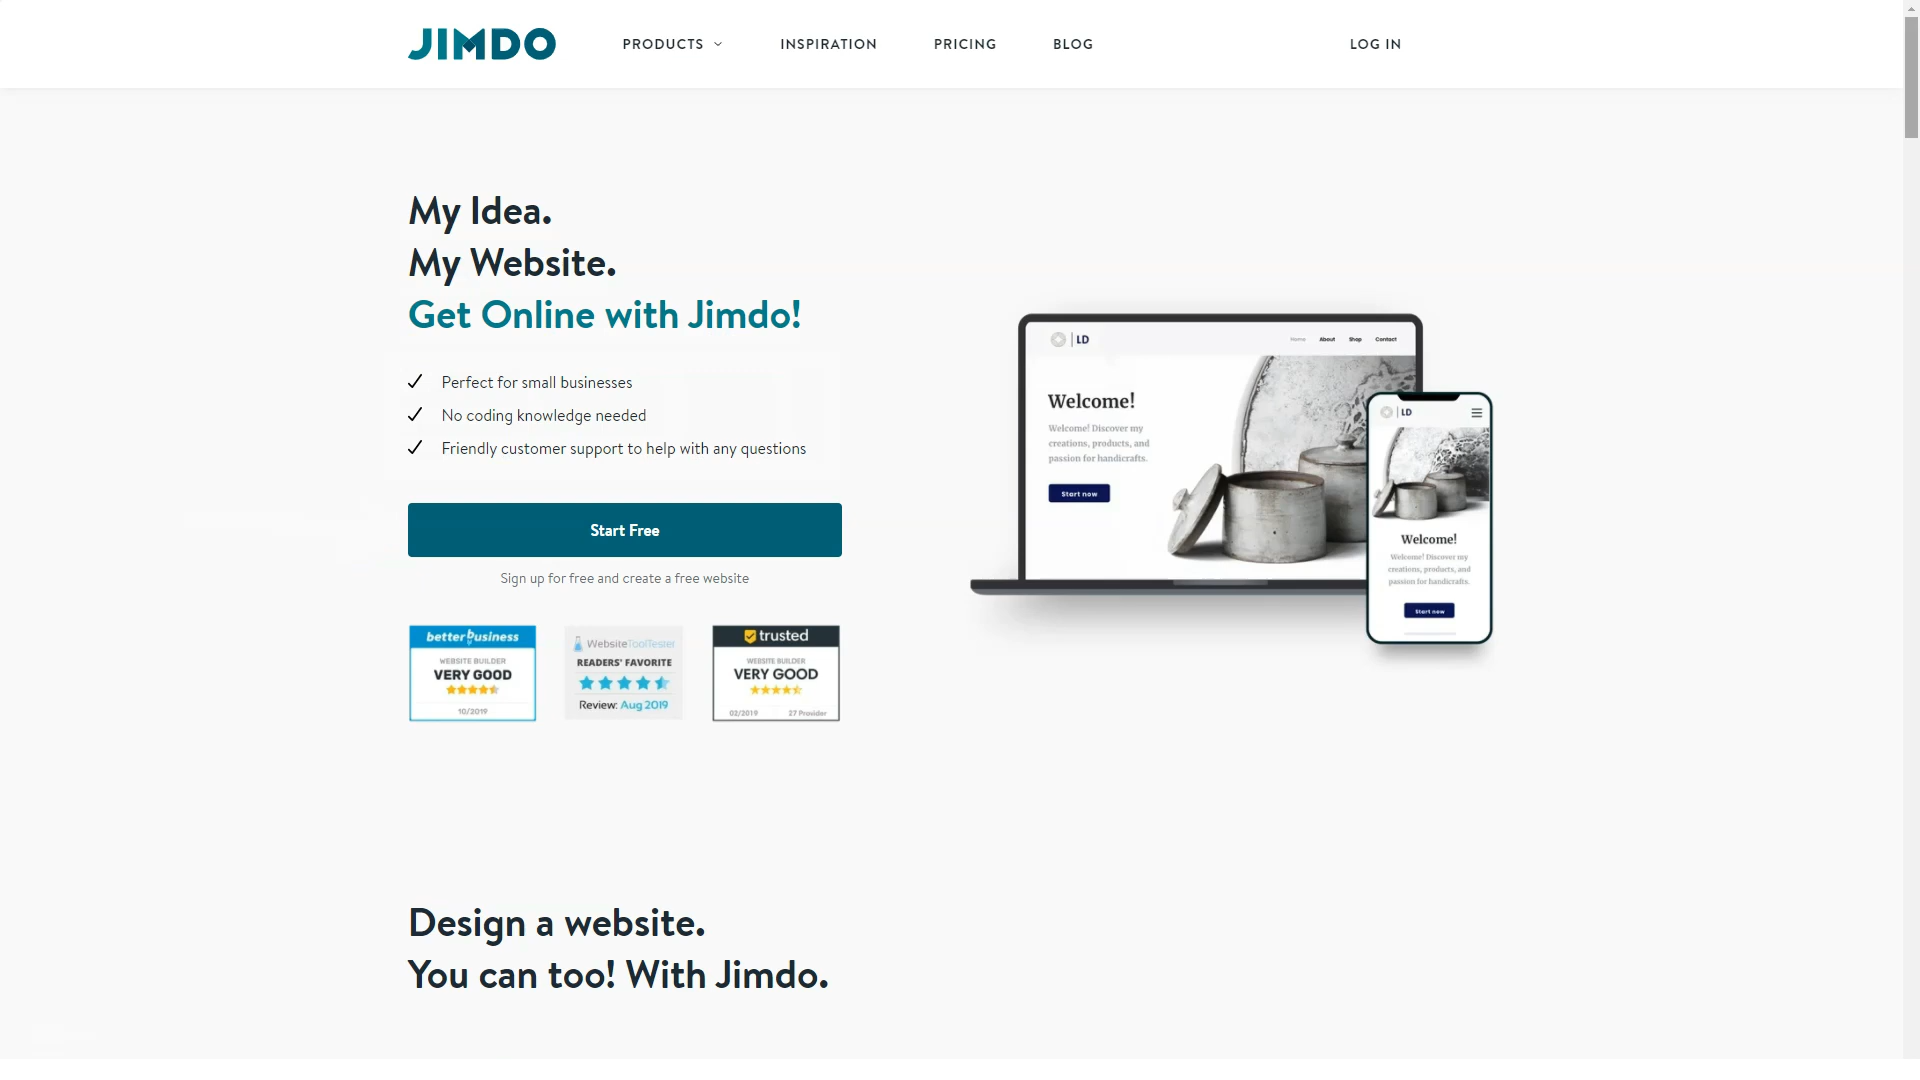 JIMDO
PRODUCTS
INSPIRATION
PRICING
BLOG
LOG IN
My Idea.
My Website.
Get Online with Jimdo!
Perfect for small businesses
No coding knowledge needed
Friendly customer support to help with any questions
Start Free
Sign up for free and create a free website
betterbusiness
WEBSITE BUILDER
VERY GOOD
10/2019
WebsiteToolTester
READERS' FAVORITE
Review: Aug 2019
trusted
WEBSITE BUILDER
VERY GOOD
02/2019 27 Provider
LD
Home About Shop Contact
Welcome!
Welcome! Discover my
creations, products, and
passion for handicrafts.
Start now
LD
Welcome!
Welcome! Discover my
creations, products, and
passion for handicrafts.
Start now
Design a website.
You can too! With Jimdo.